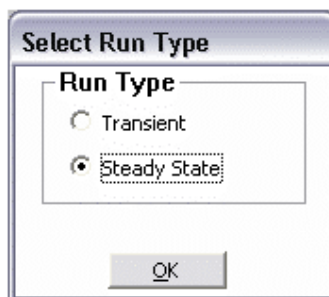 Select Run Type
Run Type
Transient
Steady State
OK